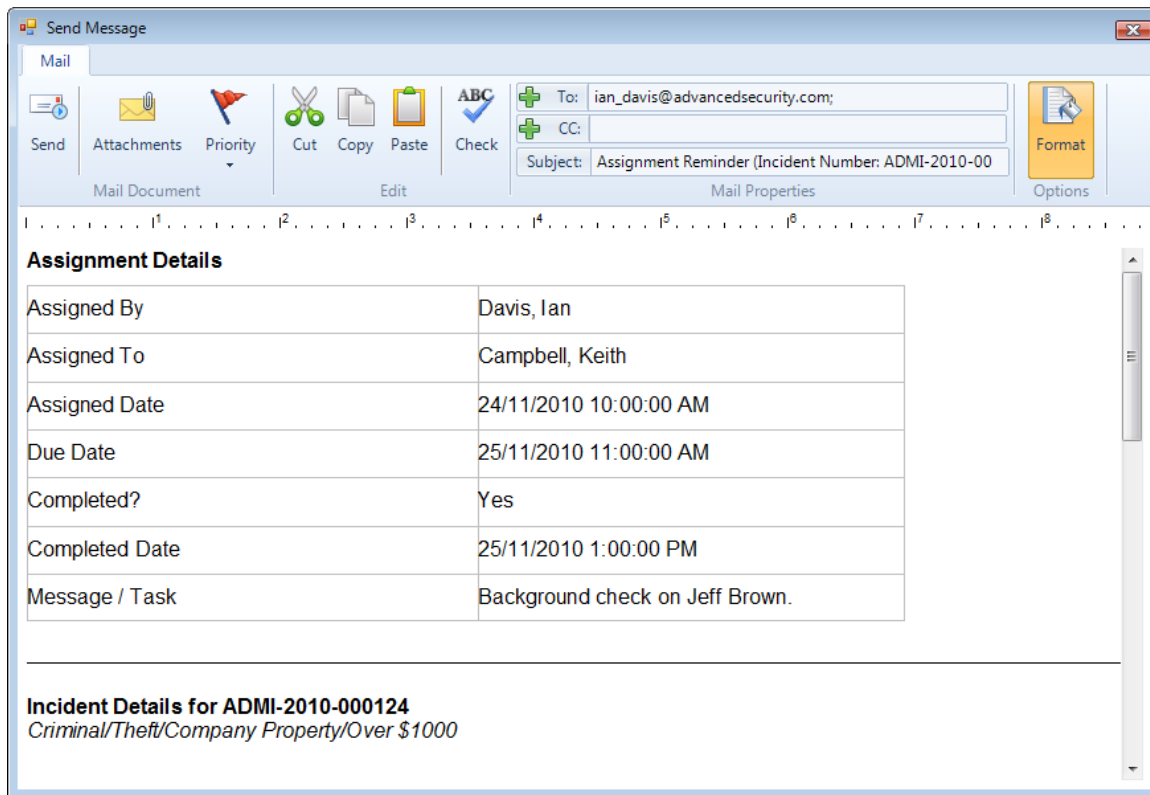 Send Message
Mail
Send
Attachments
Priority
Cut
Copy
Paste
ABC
Check
To: ian_davis@advancedsecurity.com;
CC:
Subject: Assignment Reminder (Incident Number: ADMI-2010-00
Format
Mail Document
Edit
Mail Properties
Options
1 2 3 4 5 6 7 8
Assignment Details
Assigned By Davis, Ian
Assigned To Campbell, Keith
Assigned Date 24/11/2010 10:00:00 AM
Due Date 25/11/2010 11:00:00 AM
Completed? Yes
Completed Date 25/11/2010 1:00:00 PM
Message / Task Background check on Jeff Brown.
Incident Details for ADMI-2010-000124
Criminal/Theft/Company Property/Over $1000